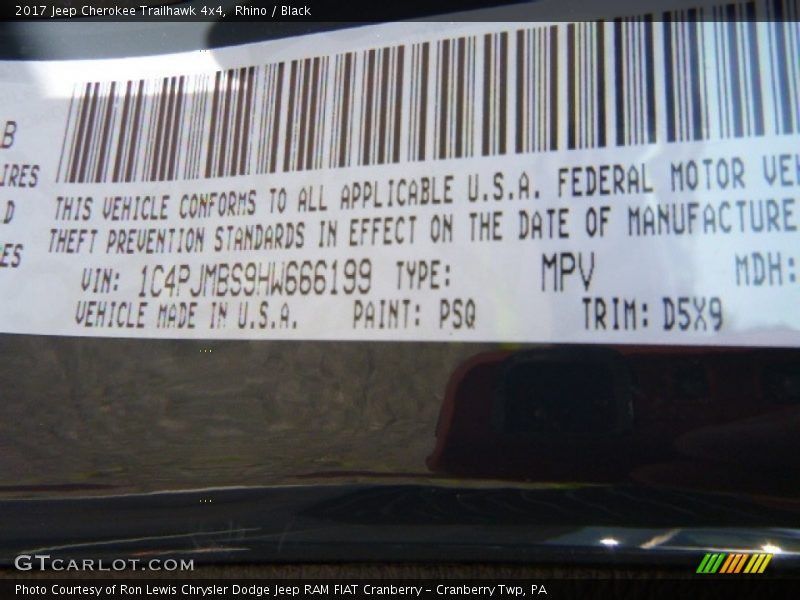 2017 Jeep Cherokee Trailhawk 4x4, Rhino / Black
B
IRES
D
ES
THIS VEHICLE CONFORMS TO ALL APPLICABLE U.S.A. FEDERAL MOTOR VEH
THEFT PREVENTION STANDARDS IN EFFECT ON THE DATE OF MANUFACTURE
VIN: 1C4PJMBS9HW666199 TYPE: MPV MDH:
VEHICLE MADE IN U.S.A. PAINT: PSQ TRIM: D5X9
GTCARLOT.COM
Photo Courtesy of Ron Lewis Chrysler Dodge Jeep RAM FIAT Cranberry – Cranberry Twp, PA